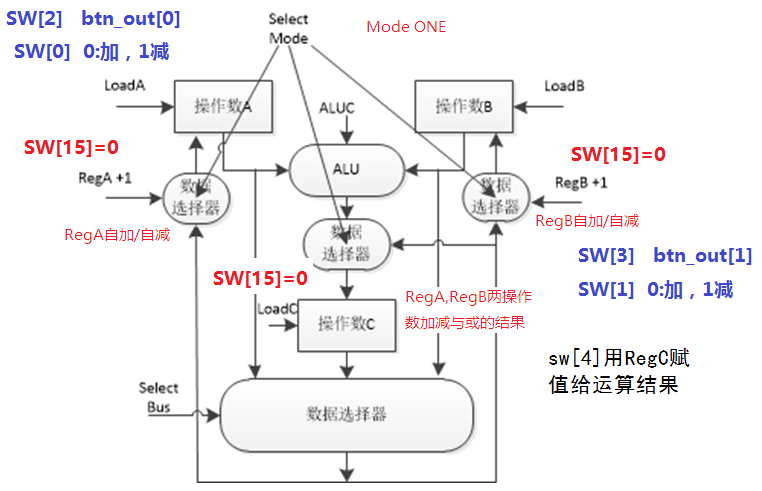 SW[2] btn_out[0]
SW[0] 0:加，1减
Select
Mode
Mode ONE
LoadA
操作数A
ALUC
操作数B
LoadB
SW[15]=0
SW[15]=0
ALU
RegA +1
数据
选择器
数据
选择器
RegB +1
RegA自加/自减
RegB自加/自减
数据
选择器
SW[3] btn_out[1]
SW[1] 0:加，1减
SW[15]=0
LoadC
操作数C
RegA,RegB两操作
数加减与或的结果
sw[4]用RegC赋
值给运算结果
Select
Bus
数据选择器